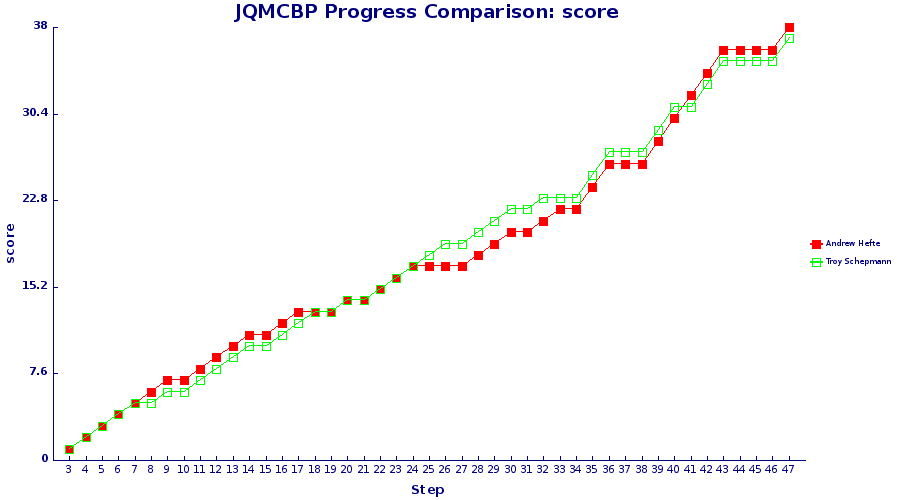 JQMCBP Progress Comparison: score
38
30.4
22.8
15.2
7.6
0
score
3 4 5 6 7 8 9 10 11 12 13 14 15 16 17 18 19 20 21 22 23 24 25 26 27 28 29 30 31 32 33 34 35 36 37 38 39 40 41 42 43 44 45 46 47
Step
Andrew Hefte
Troy Schepmann